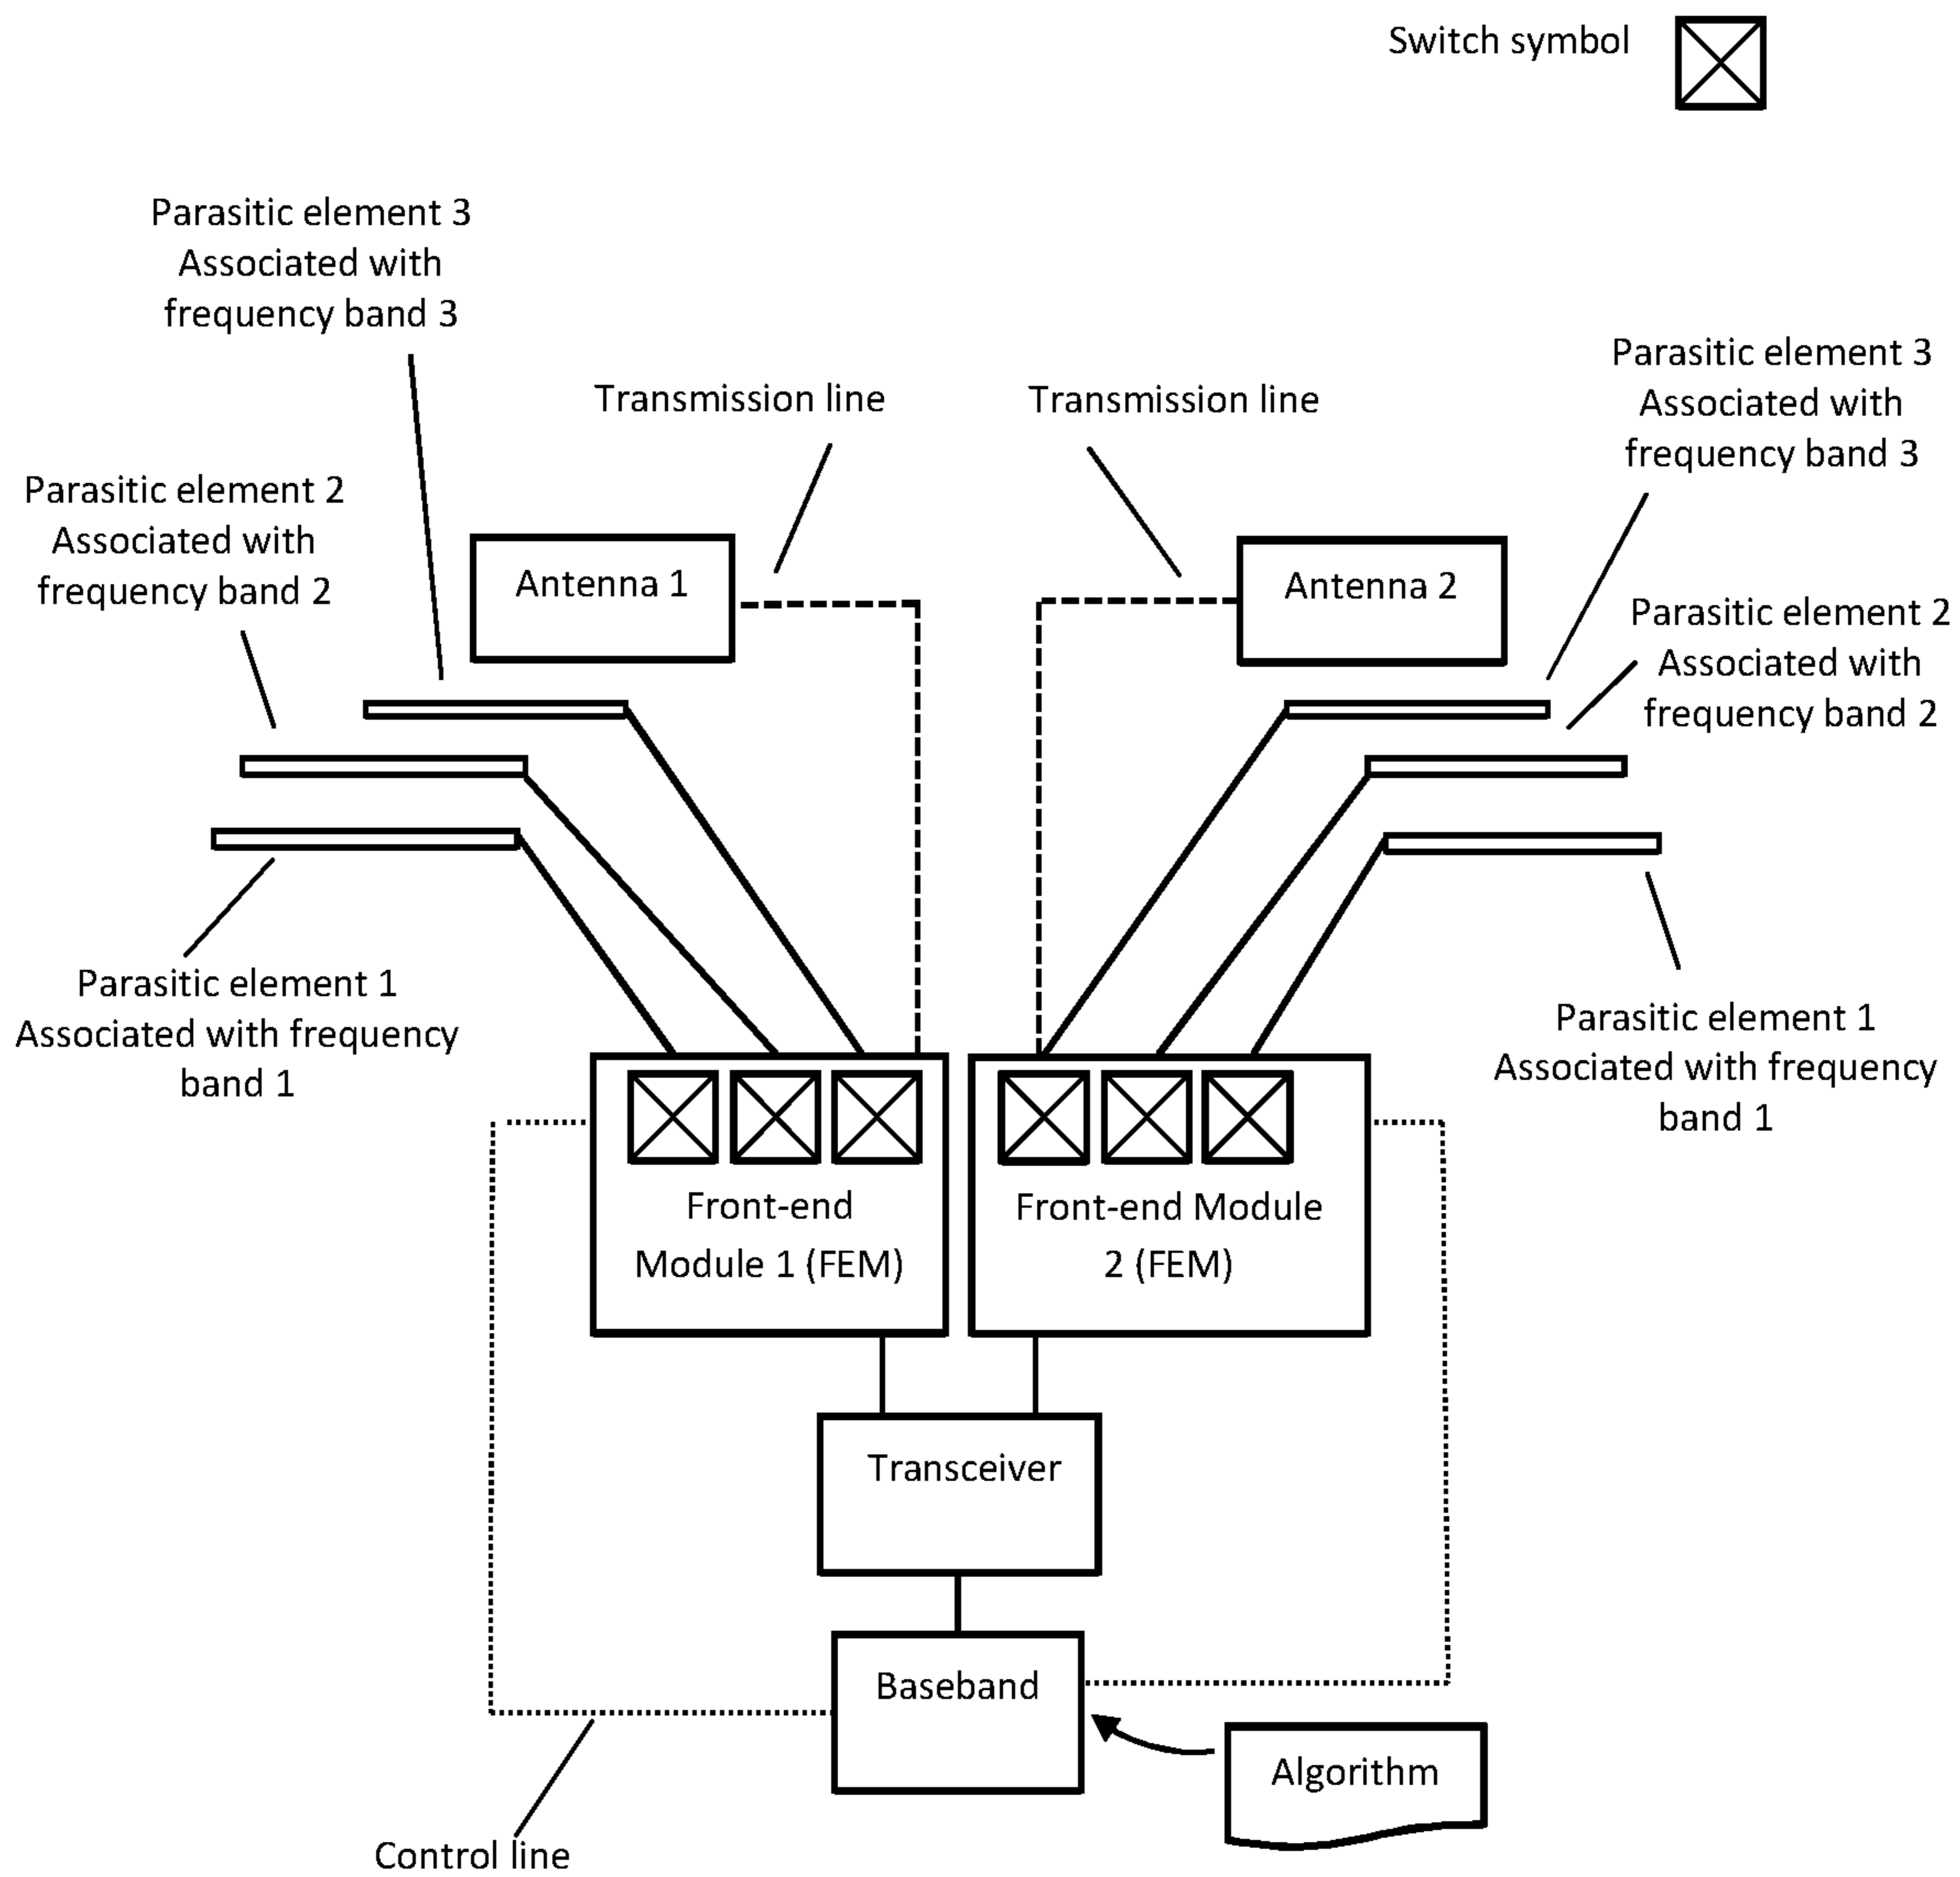 Switch symbol
Parasitic element 3
Associated with
frequency band 3
Parasitic element 3
Associated with
frequency band 3
Transmission line
Transmission line
Parasitic element 2
Associated with
frequency band 2
Antenna 1
Antenna 2
Parasitic element 2
Associated with
frequency band 2
Parasitic element 1
Associated with frequency
band 1
Parasitic element 1
Associated with frequency
band 1
Front-end
Module 1 (FEM)
Front-end Module
2 (FEM)
Transceiver
Baseband
Algorithm
Control line